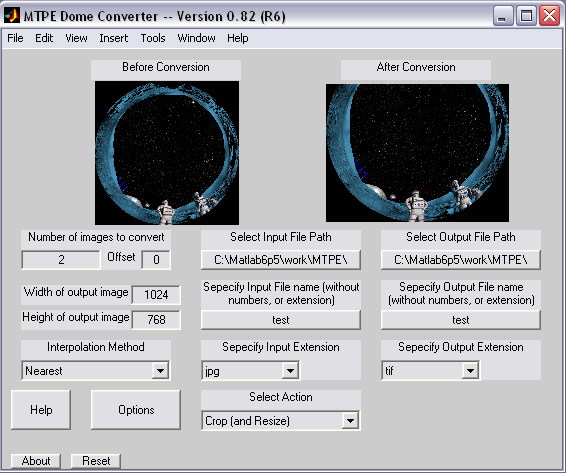 MTPE Dome Converter -- Version 0.82 (R6)
File Edit View Insert Tools Window Help
Before Conversion
After Conversion
Number of images to convert
2
Offset
0
Select Input File Path
C:\Matlab6p5\work\MTPE\
Select Output File Path
C:\Matlab6p5\work\MTPE\
Width of output image
1024
Height of output image
768
Sepecify Input File name (without
numbers, or extension)
test
Sepecify Output File name
(without numbers, or extension)
test
Interpolation Method
Nearest
Sepecify Input Extension
jpg
Sepecify Output Extension
tif
Help
Options
Select Action
Crop (and Resize)
About
Reset